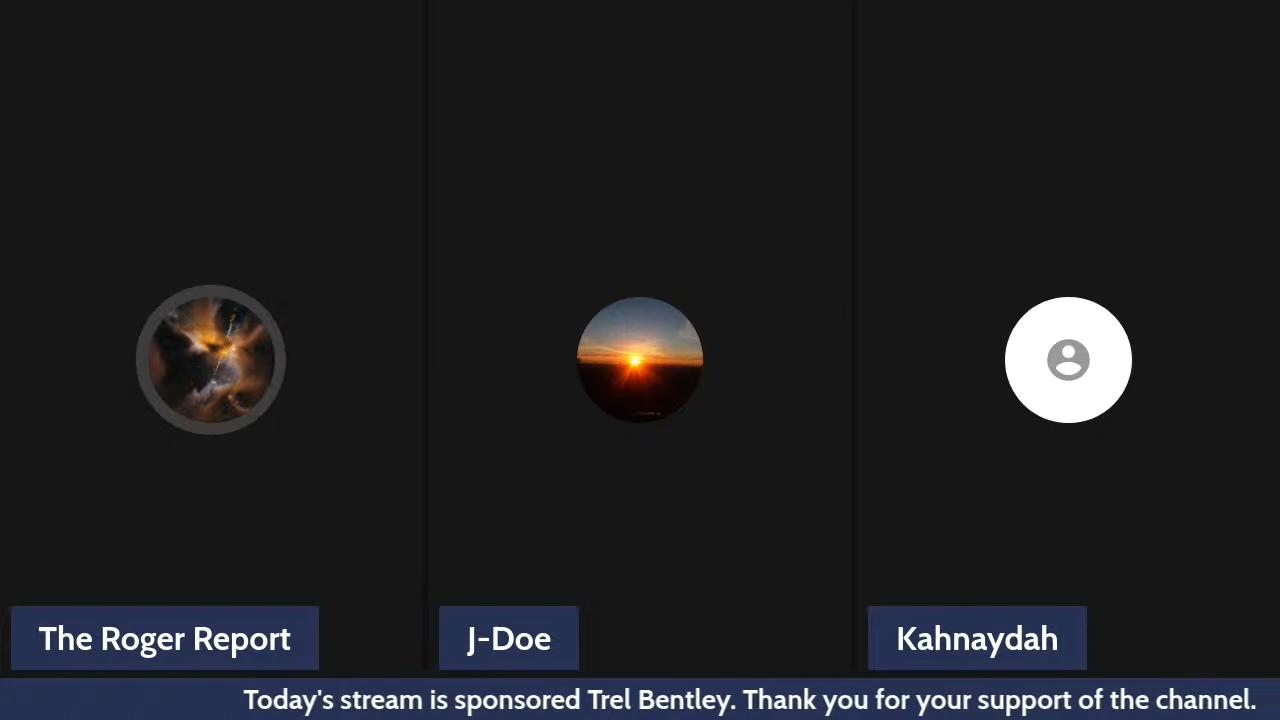 The Roger Report
J-Doe
Kahnaydah
Today's stream is sponsored Trel Bentley. Thank you for your support of the channel.